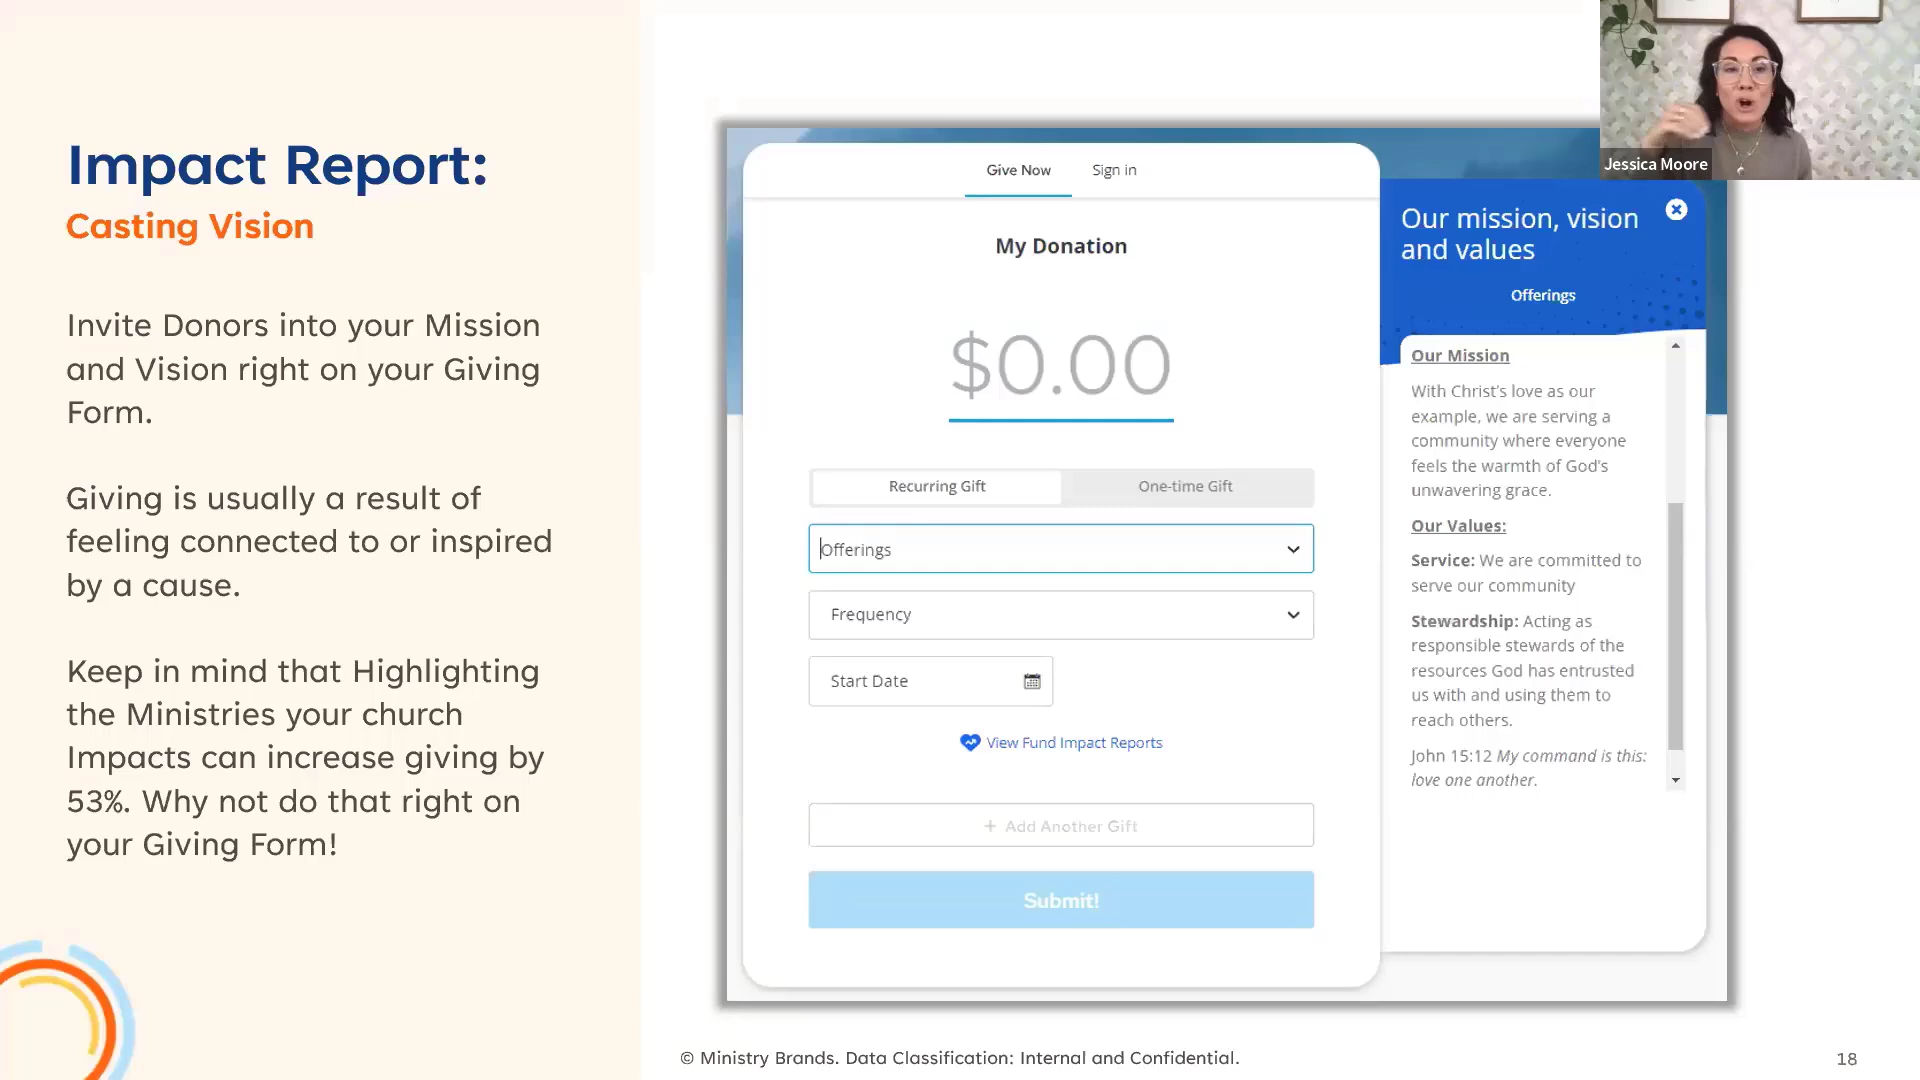 Impact Report:
Casting Vision
Invite Donors into your Mission
and Vision right on your Giving
Form.
Giving is usually a result of
feeling connected to or inspired
by a cause.
Keep in mind that Highlighting
the Ministries your church
Impacts can increase giving by
53%. Why not do that right on
your Giving Form!
Give Now
Sign in
My Donation
$0.00
Recurring Gift
One-time Gift
Offerings
Frequency
Start Date
View Fund Impact Reports
+ Add Another Gift
Submit!
Our mission, vision
and values
Offerings
Our Mission
With Christ's love as our
example, we are serving a
community where everyone
feels the warmth of God's
unwavering grace.
Our Values:
Service: We are committed to
serve our community
Stewardship: Acting as
responsible stewards of the
resources God has entrusted
us with and using them to
reach others.
John 15:12 My command is this:
love one another.
Jessica Moore
© Ministry Brands. Data Classification: Internal and Confidential.
18